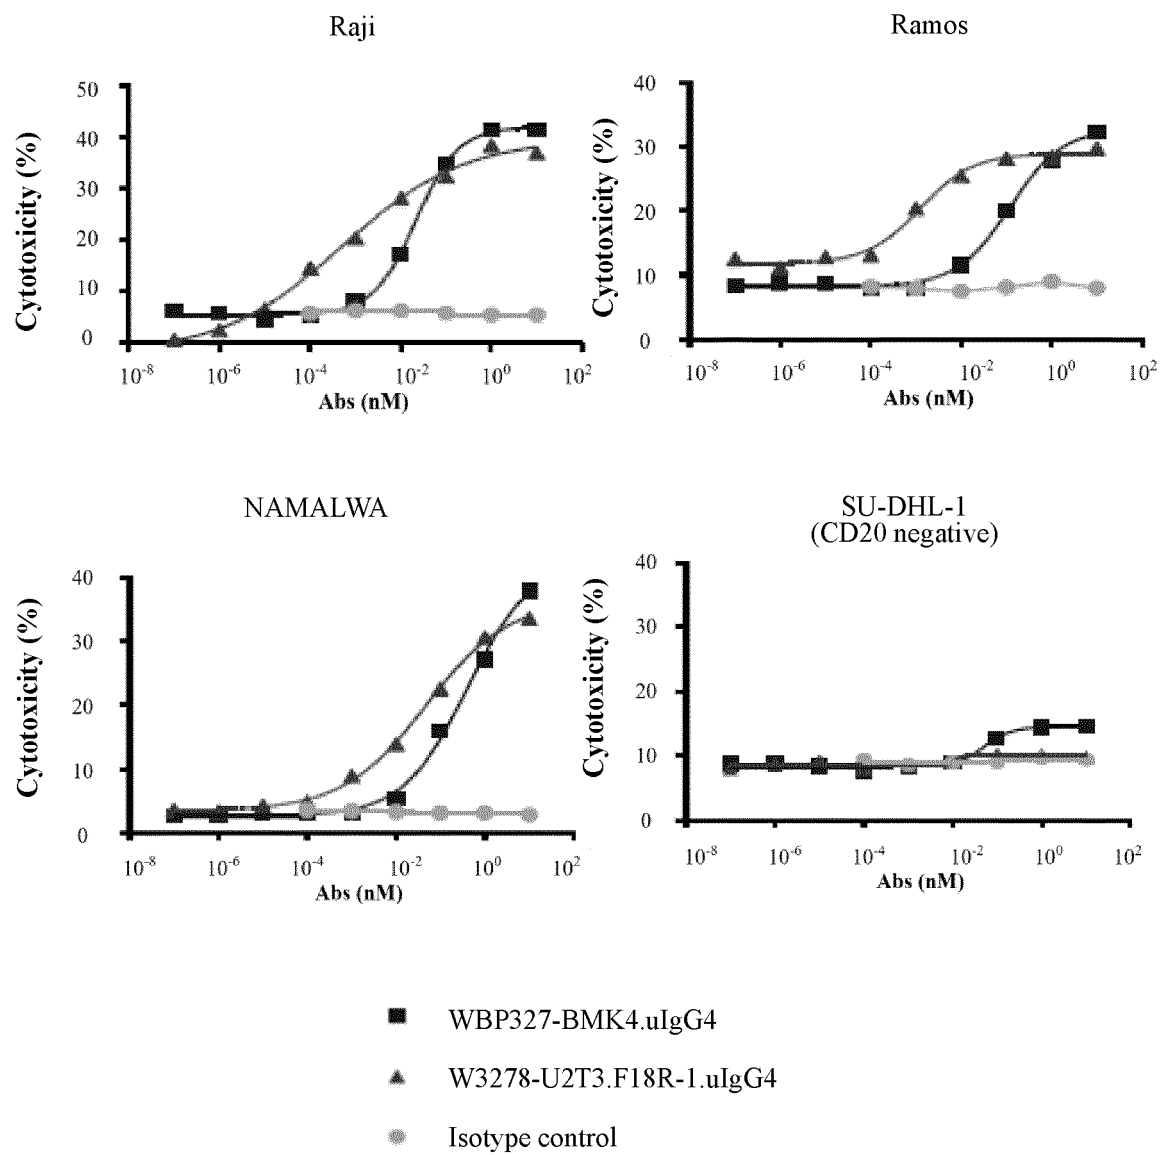 Raji
Cytotoxicity (%)
50
40
30
20
10
0
10⁻⁸ 10⁻⁶ 10⁻⁴ 10⁻² 10⁰ 10²
Abs (nM)
Ramos
Cytotoxicity (%)
40
30
20
10
0
10⁻⁸ 10⁻⁶ 10⁻⁴ 10⁻² 10⁰ 10²
Abs (nM)
NAMALWA
Cytotoxicity (%)
40
30
20
10
0
10⁻⁸ 10⁻⁶ 10⁻⁴ 10⁻² 10⁰ 10²
Abs (nM)
SU-DHL-1
(CD20 negative)
Cytotoxicity (%)
40
30
20
10
0
10⁻⁸ 10⁻⁶ 10⁻⁴ 10⁻² 10⁰ 10²
Abs (nM)
WBP327-BMK4.uIgG4
W3278-U2T3.F18R-1.uIgG4
Isotype control